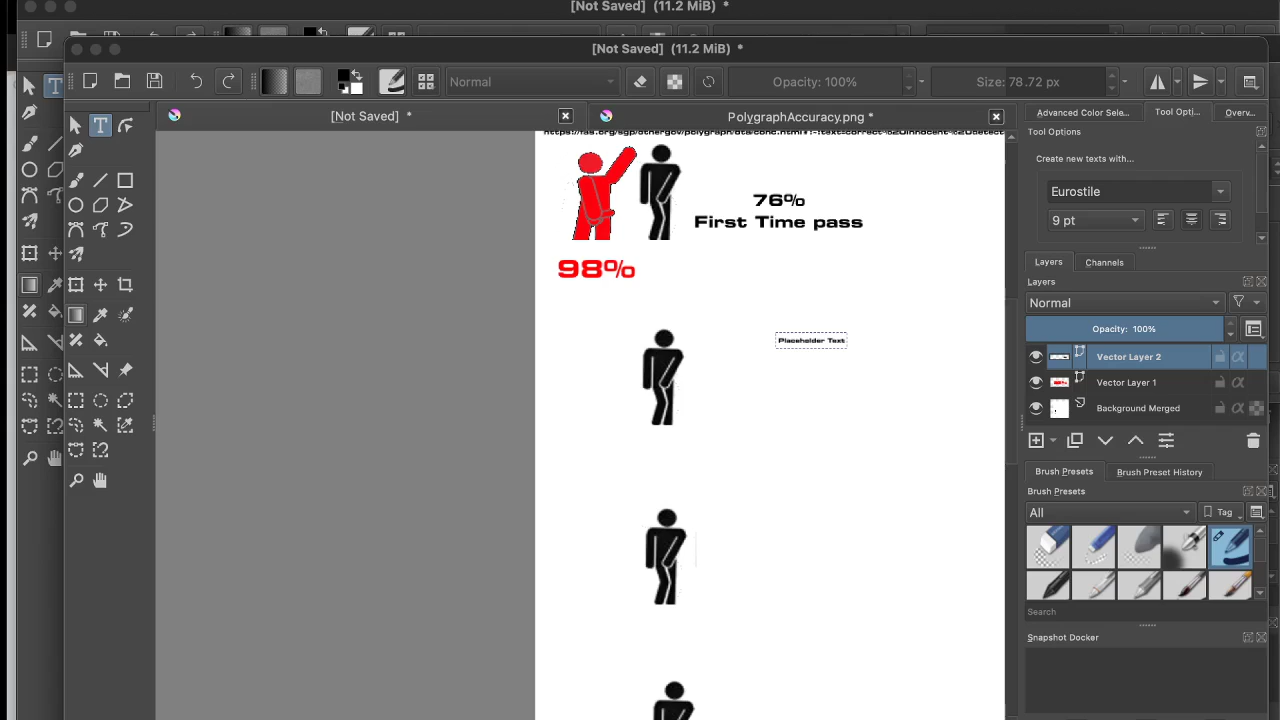 [Not Saved] (11.2 MiB) *
[Not Saved] (11.2 MiB) *
Normal
Opacity: 100%
Size: 78.72 px
[Not Saved] *
PolygraphAccuracy.png *
Advanced Color Sele...
Tool Opti...
Overv...
Tool Options
Create new texts with...
Eurostile
9 pt
76%
First Time pass
98%
Placeholder Text
Layers
Channels
Layers
Normal
Opacity: 100%
Vector Layer 2
Vector Layer 1
Background Merged
Brush Presets
Brush Preset History
Brush Presets
All
Tag
Search
Snapshot Docker